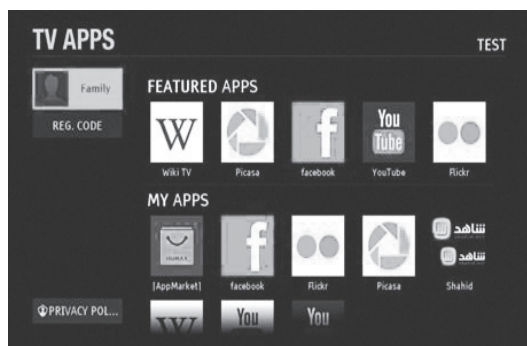 TV APPS
TEST
Family
REG. CODE
FEATURED APPS
W
f
You
Tube
Wiki TV
Picasa
facebook
YouTube
Flickr
MY APPS
HUMAX
f
شاهد
شاهد
[AppMarket]
facebook
Flickr
Picasa
Shahid
PRIVACY POL...
W
You
You